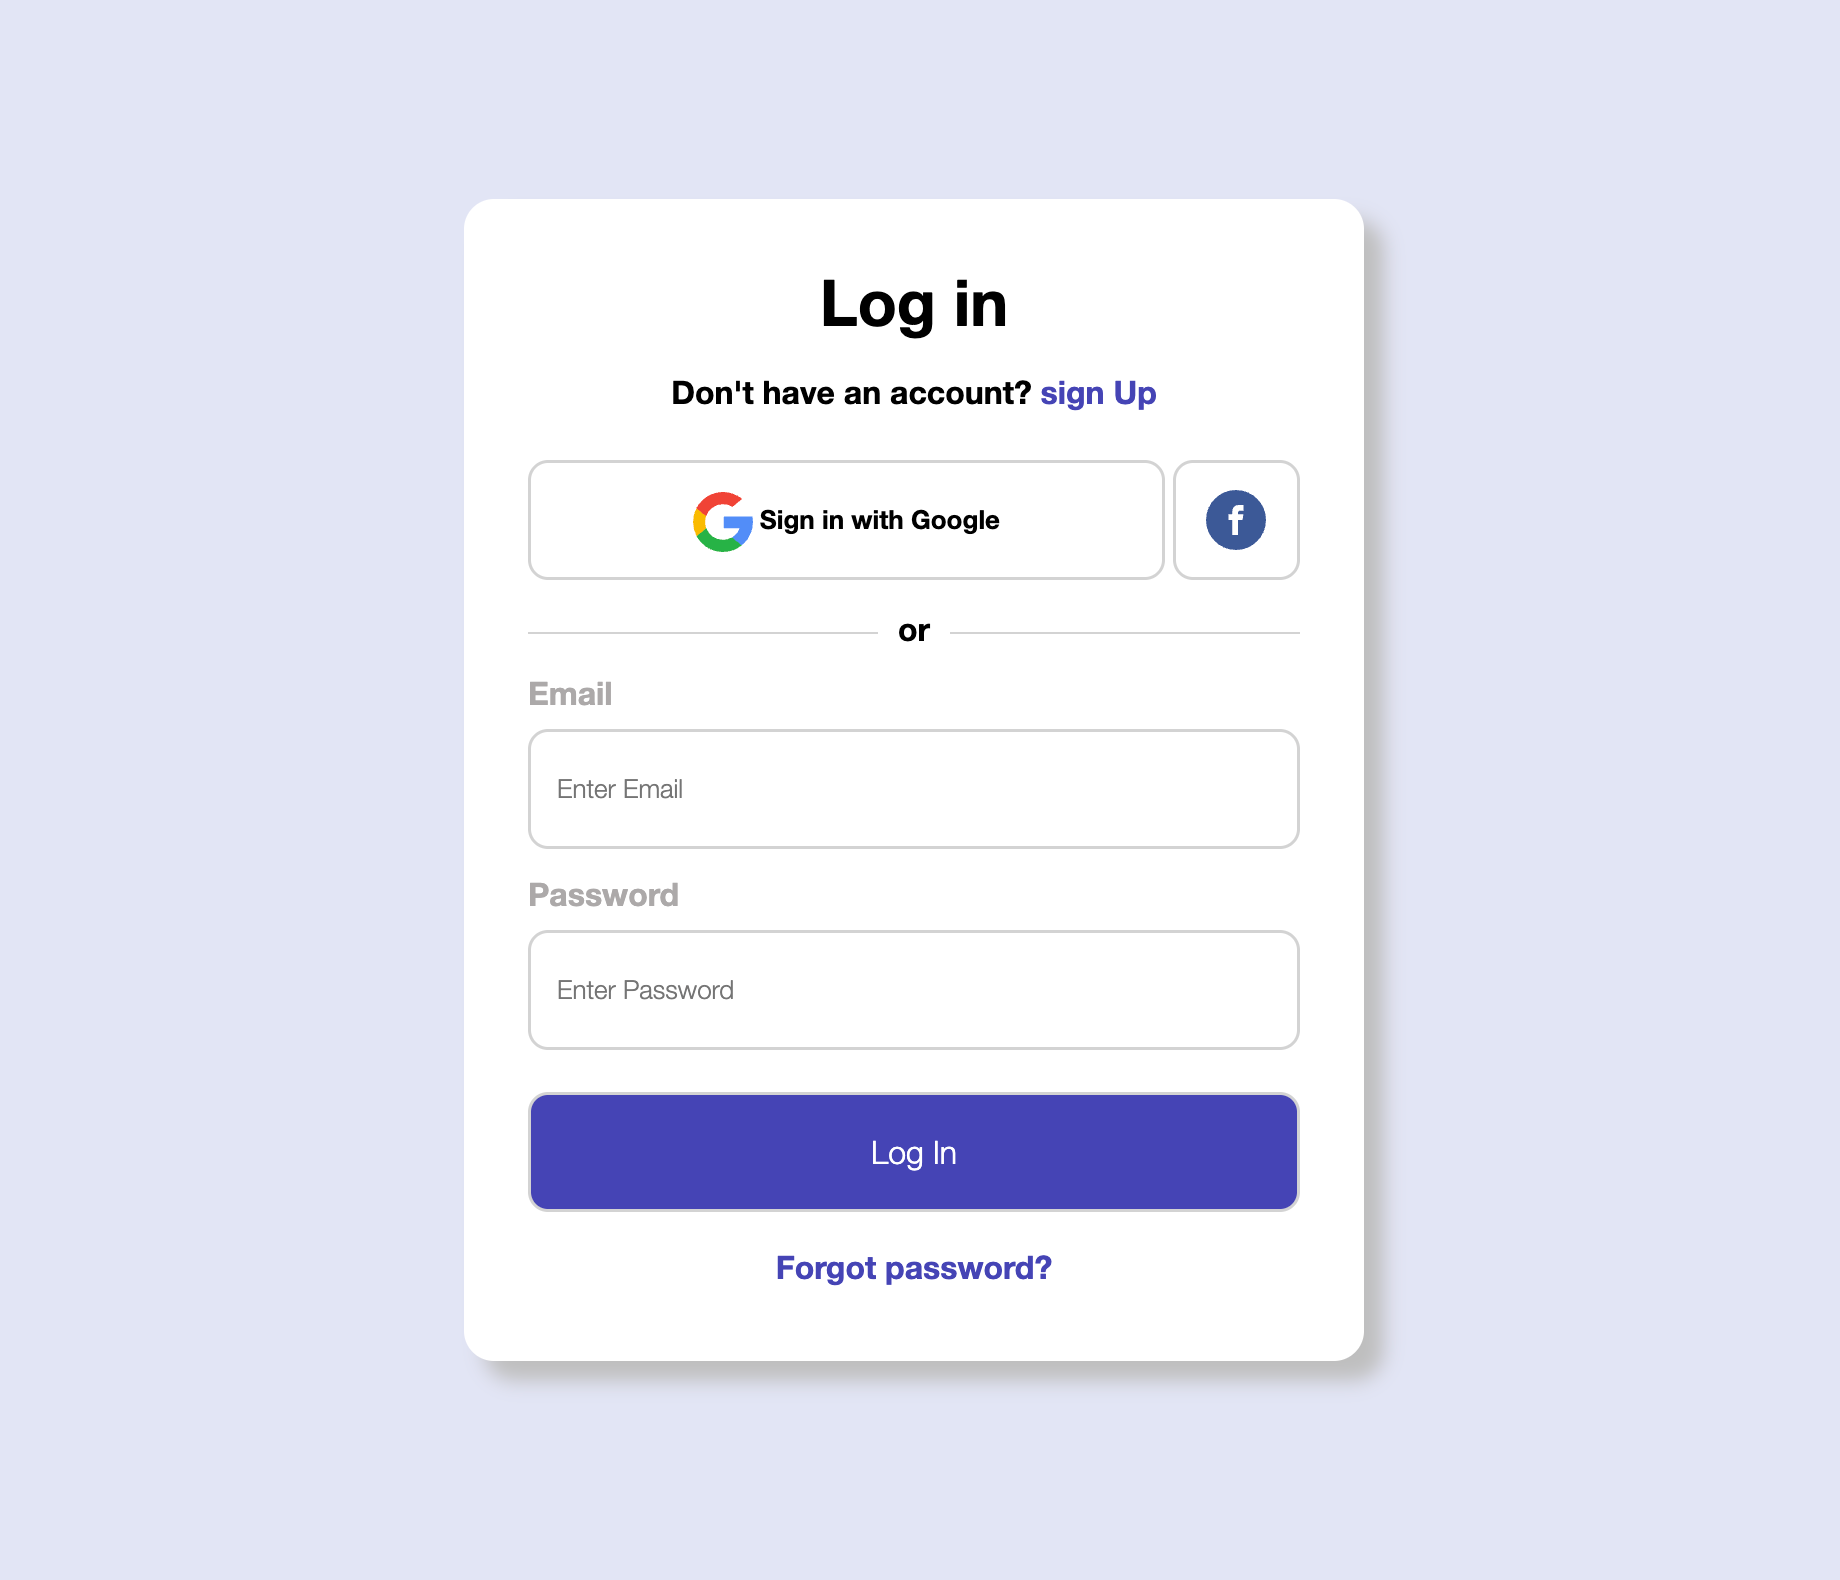 Log in
Don't have an account? sign Up
Sign in with Google
or
Email
Enter Email
Password
Enter Password
Log In
Forgot password?